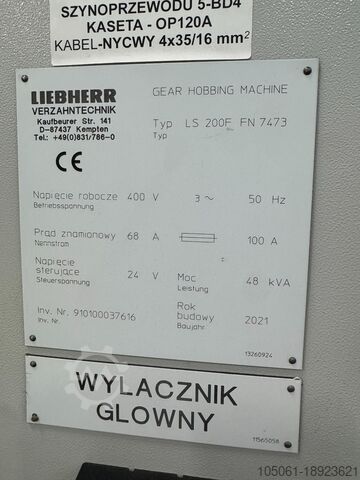 SZYNOPRZEWODU 5-BD4
KASETA - OP120A
KABEL-NYCWY 4x35/16 mm²
LIEBHERR
VERZAHNTECHNIK
Kaufbeurer Str. 141
D-87437 Kempten
Tel.: +49(0)831/786-0
CE
GEAR HOBBING MACHINE
Typ LS 200F FN 7473
Typ
Napięcie robocze 400 V 3 ~ 50 Hz
Betriebsspannung
Prąd znamionowy 68 A 100 A
Nennstrom
Napięcie
sterujące 24 V Moc 48 kVA
Steuerspannung Leistung
Inv. Nr. 910100037616 Rok
budowy 2021
Inv. Nr. Baujahr
13260924
WYLACZNIK
GLOWNY
11565058
105061-18923621